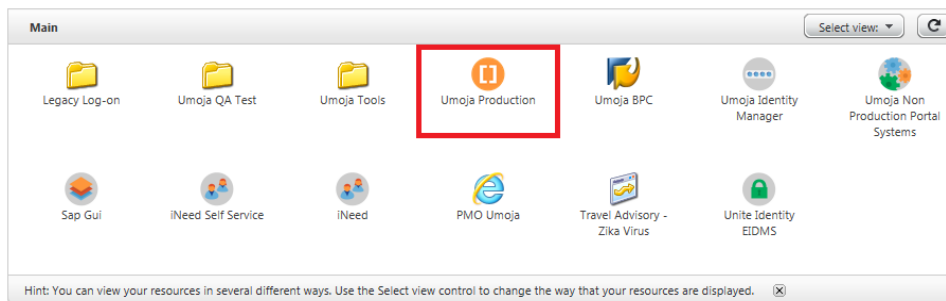 Main
Select view:
Legacy Log-on
Umoja QA Test
Umoja Tools
Umoja Production
Umoja BPC
Umoja Identity
Manager
Umoja Non
Production Portal
Systems
Sap Gui
iNeed Self Service
iNeed
PMO Umoja
Travel Advisory -
Zika Virus
Unite Identity
EIDMS
Hint: You can view your resources in several different ways. Use the Select view control to change the way that your resources are displayed.